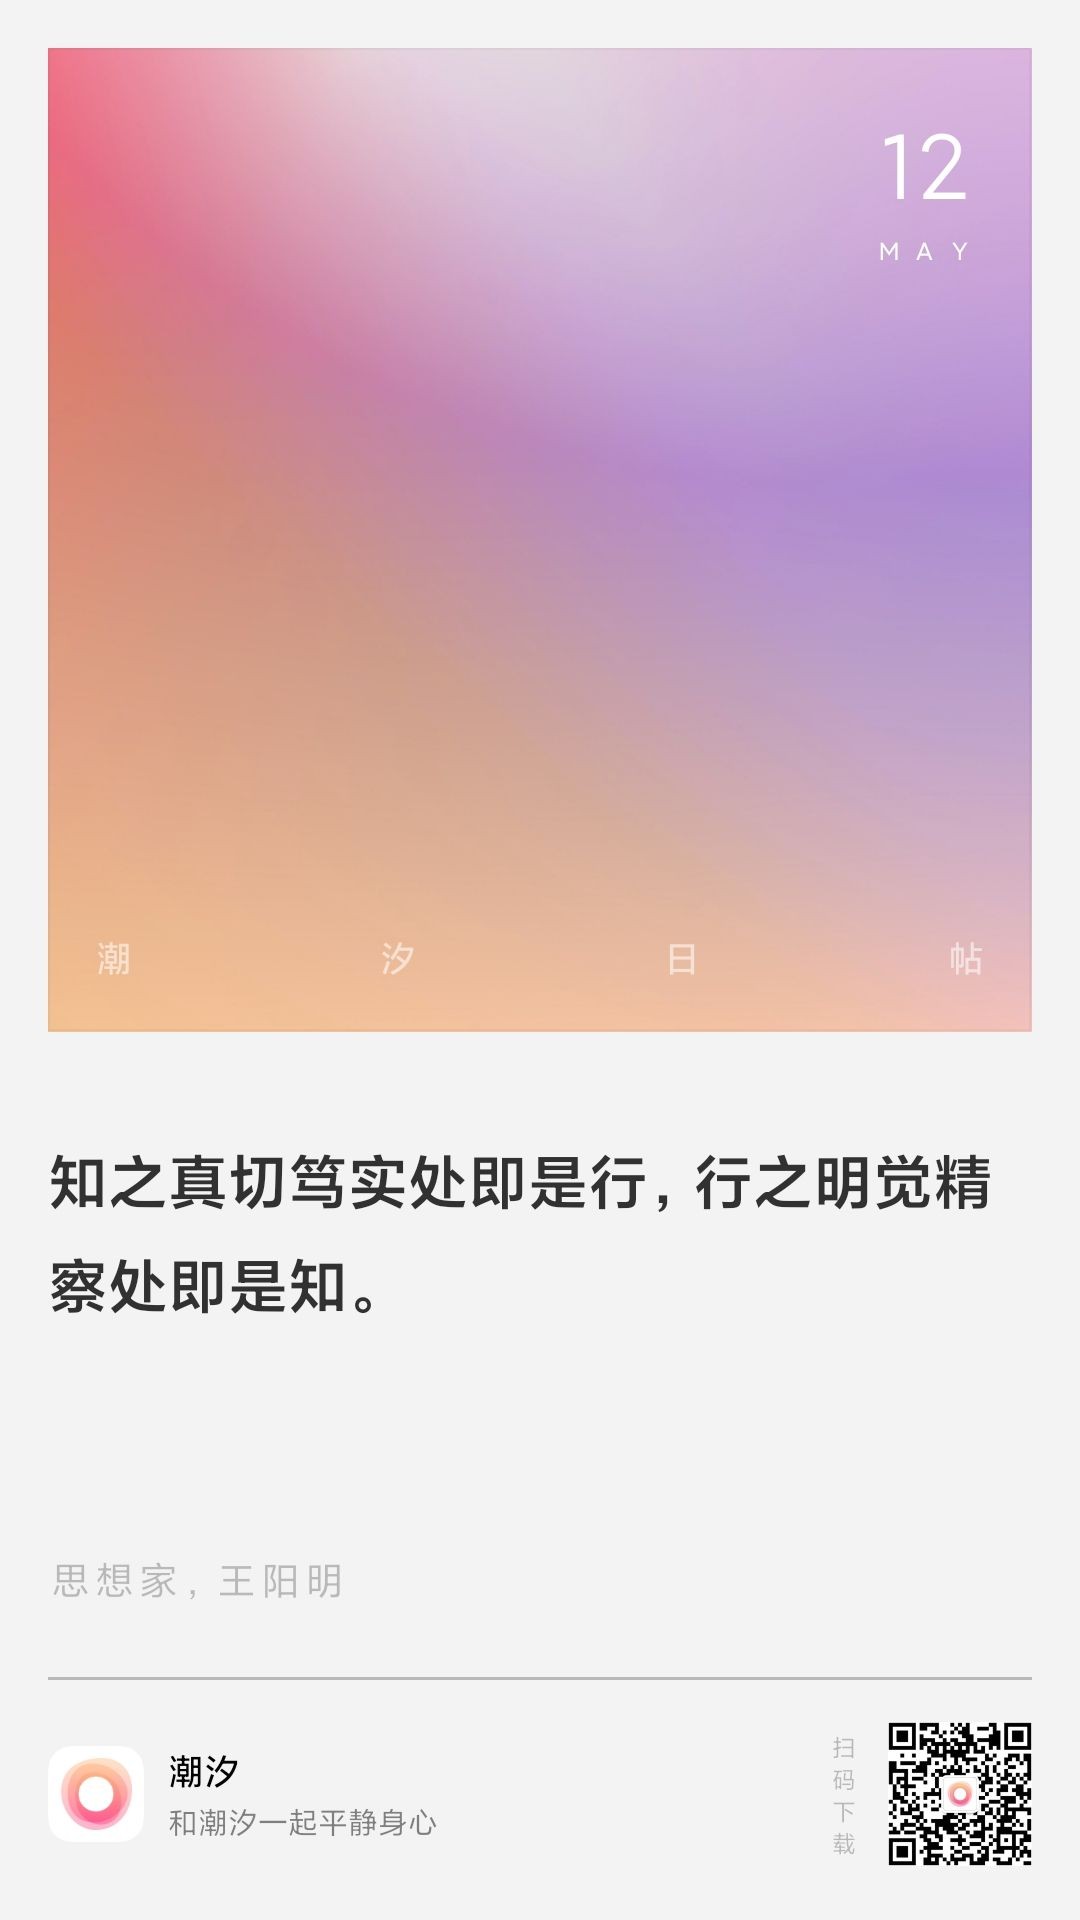 12
MAY
潮汐日帖
知之真切笃实处即是行，行之明觉精
察处即是知。
思想家，王阳明
潮汐
和潮汐一起平静身心
扫码下载